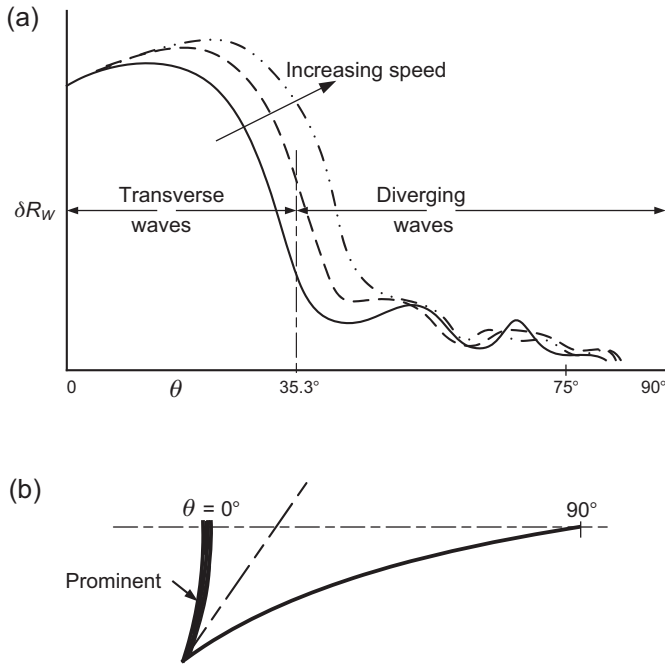 (a)
Increasing speed
Transverse
waves
Diverging
waves
δR_W
0
θ
35.3°
75°
90°
(b)
θ = 0°
90°
Prominent